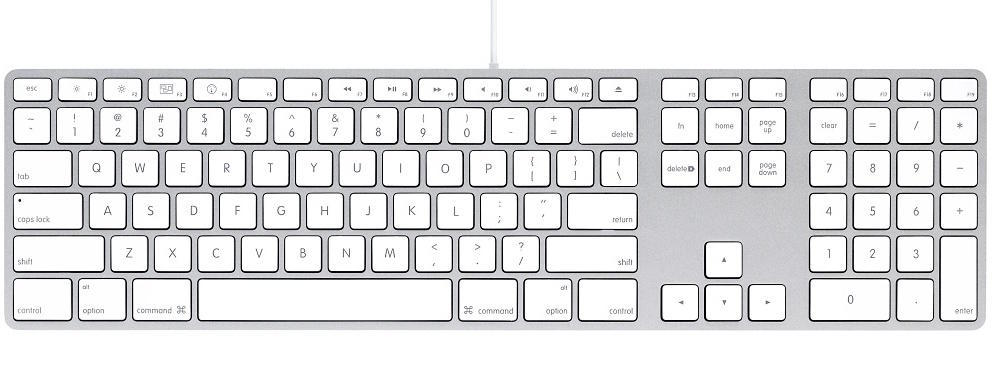 esc F1 F2 F3 F4 F5 F6 F7 F8 F9 F10 F11 F12 F13 F14 F15 F16 F17 F18 F19
~ ! @ # $ % ^ & * ( ) _ +
` 1 2 3 4 5 6 7 8 9 0 - = delete fn home page up clear = / *
tab Q W E R T Y U I O P { [ } ] | \ delete end page down 7 8 9 −
caps lock A S D F G H J K L : ; " ' return 4 5 6 +
shift Z X C V B N M < , > . ? / shift 1 2 3
control alt option command ⌘ ⌘ command alt option control 0 . enter